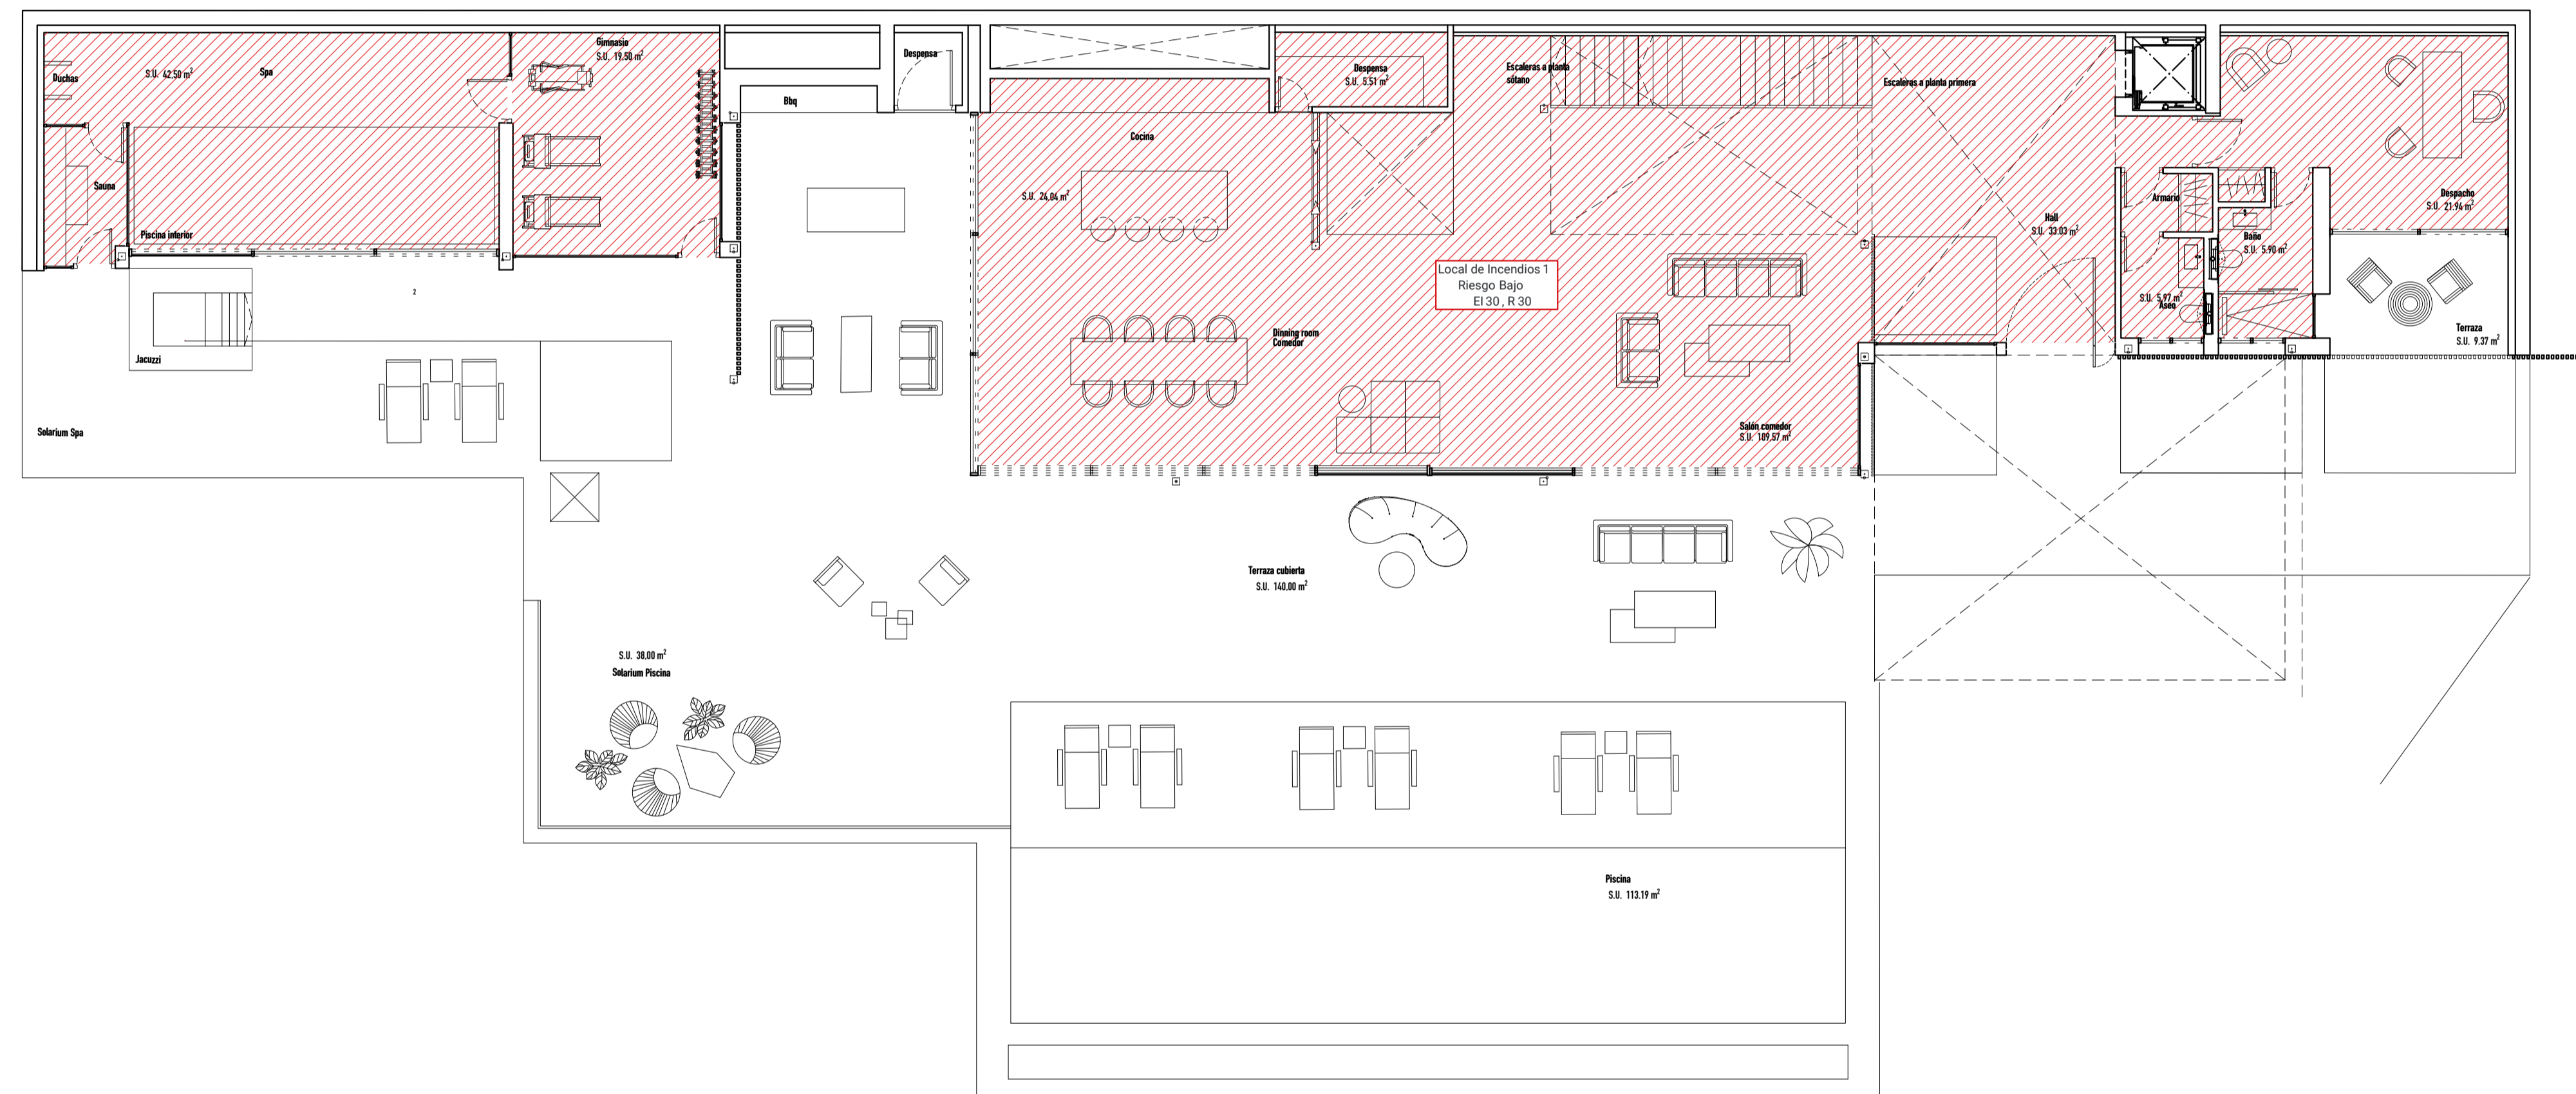 Duchas
S.U. 42,50 m²
Spa
Gimnasio
S.U. 19.50 m²
Despensa
Bbq
Despensa
S.U. 5.51 m²
Escaleras a planta
sótano
Escaleras a planta primera
Cocina
S.U. 24.04 m²
Sauna
Piscina interior
Armario
Despacho
S.U. 21.94 m²
Hall
S.U. 33.03 m²
Baño
S.U. 5.90 m²
Local de Incendios 1
Riesgo Bajo
EI 30 , R 30
2
S.U. 5,97 m²
Aseo
Dinning room
Comedor
Terraza
S.U. 9.37 m²
Jacuzzi
Solarium Spa
Salón comedor
S.U. 109.57 m²
Terraza cubierta
S.U. 140,00 m²
S.U. 38,00 m²
Solarium Piscina
Piscina
S.U. 113.19 m²